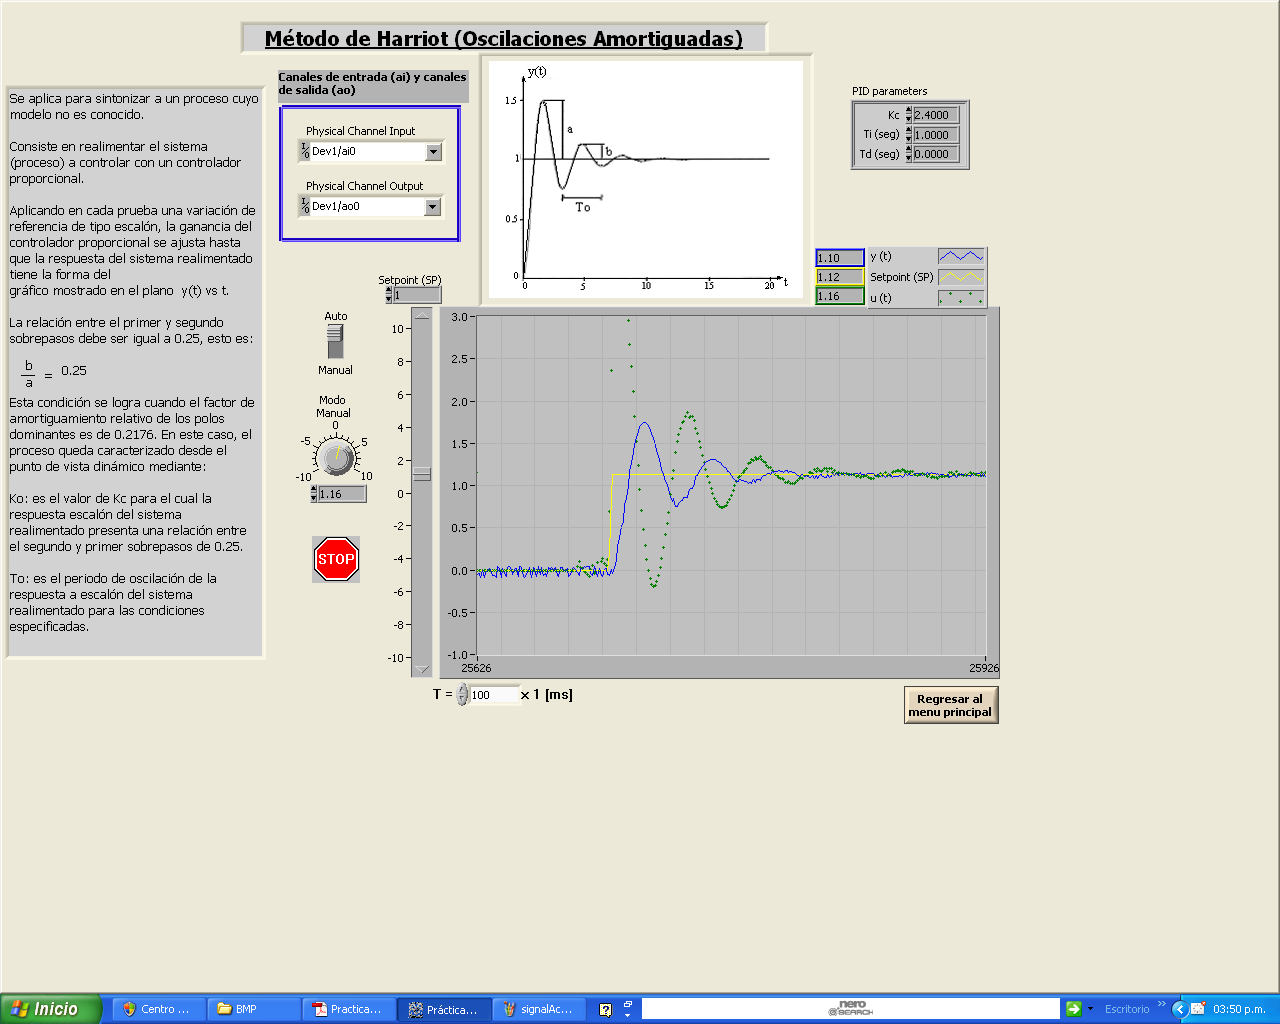 Método de Harriot (Oscilaciones Amortiguadas)
Se aplica para sintonizar a un proceso cuyo
modelo no es conocido.
Consiste en realimentar el sistema
(proceso) a controlar con un controlador
proporcional.
Aplicando en cada prueba una variación de
referencia de tipo escalón, la ganancia del
controlador proporcional se ajusta hasta
que la respuesta del sistema realimentado
tiene la forma del
gráfico mostrado en el plano y(t) vs t.
La relación entre el primer y segundo
sobrepasos debe ser igual a 0.25, esto es:
b
a
= 0.25
Esta condición se logra cuando el factor de
amortiguamiento relativo de los polos
dominantes es de 0.2176. En este caso, el
proceso queda caracterizado desde el
punto de vista dinámico mediante:
Ko: es el valor de Kc para el cual la
respuesta escalón del sistema
realimentado presenta una relación entre
el segundo y primer sobrepasos de 0.25.
To: es el periodo de oscilación de la
respuesta a escalón del sistema
realimentado para las condiciones
especificadas.
Canales de entrada (ai) y canales
de salida (ao)
Physical Channel Input
I/0 Dev1/ai0
Physical Channel Output
I/0 Dev1/ao0
y(t)
1.5
a
b
1
To
0.5
0
0 5 10 15 20 t
PID parameters
Kc 2.4000
Ti (seg) 1.0000
Td (seg) 0.0000
1.10 y (t)
1.12 Setpoint (SP)
1.16 u (t)
Setpoint (SP)
1
Auto
Manual
Modo
Manual
0
-5 5
-10 10
1.16
STOP
10
8
6
4
2
0
-2
-4
-6
-8
-10
3.0
2.5
2.0
1.5
1.0
0.5
0.0
-0.5
-1.0
25626 25926
T = 100 x 1 [ms]
Regresar al
menu principal
Inicio Centro ... BMP Practica... Práctica... signalAc... ? nero SEARCH Escritorio 03:50 p.m.